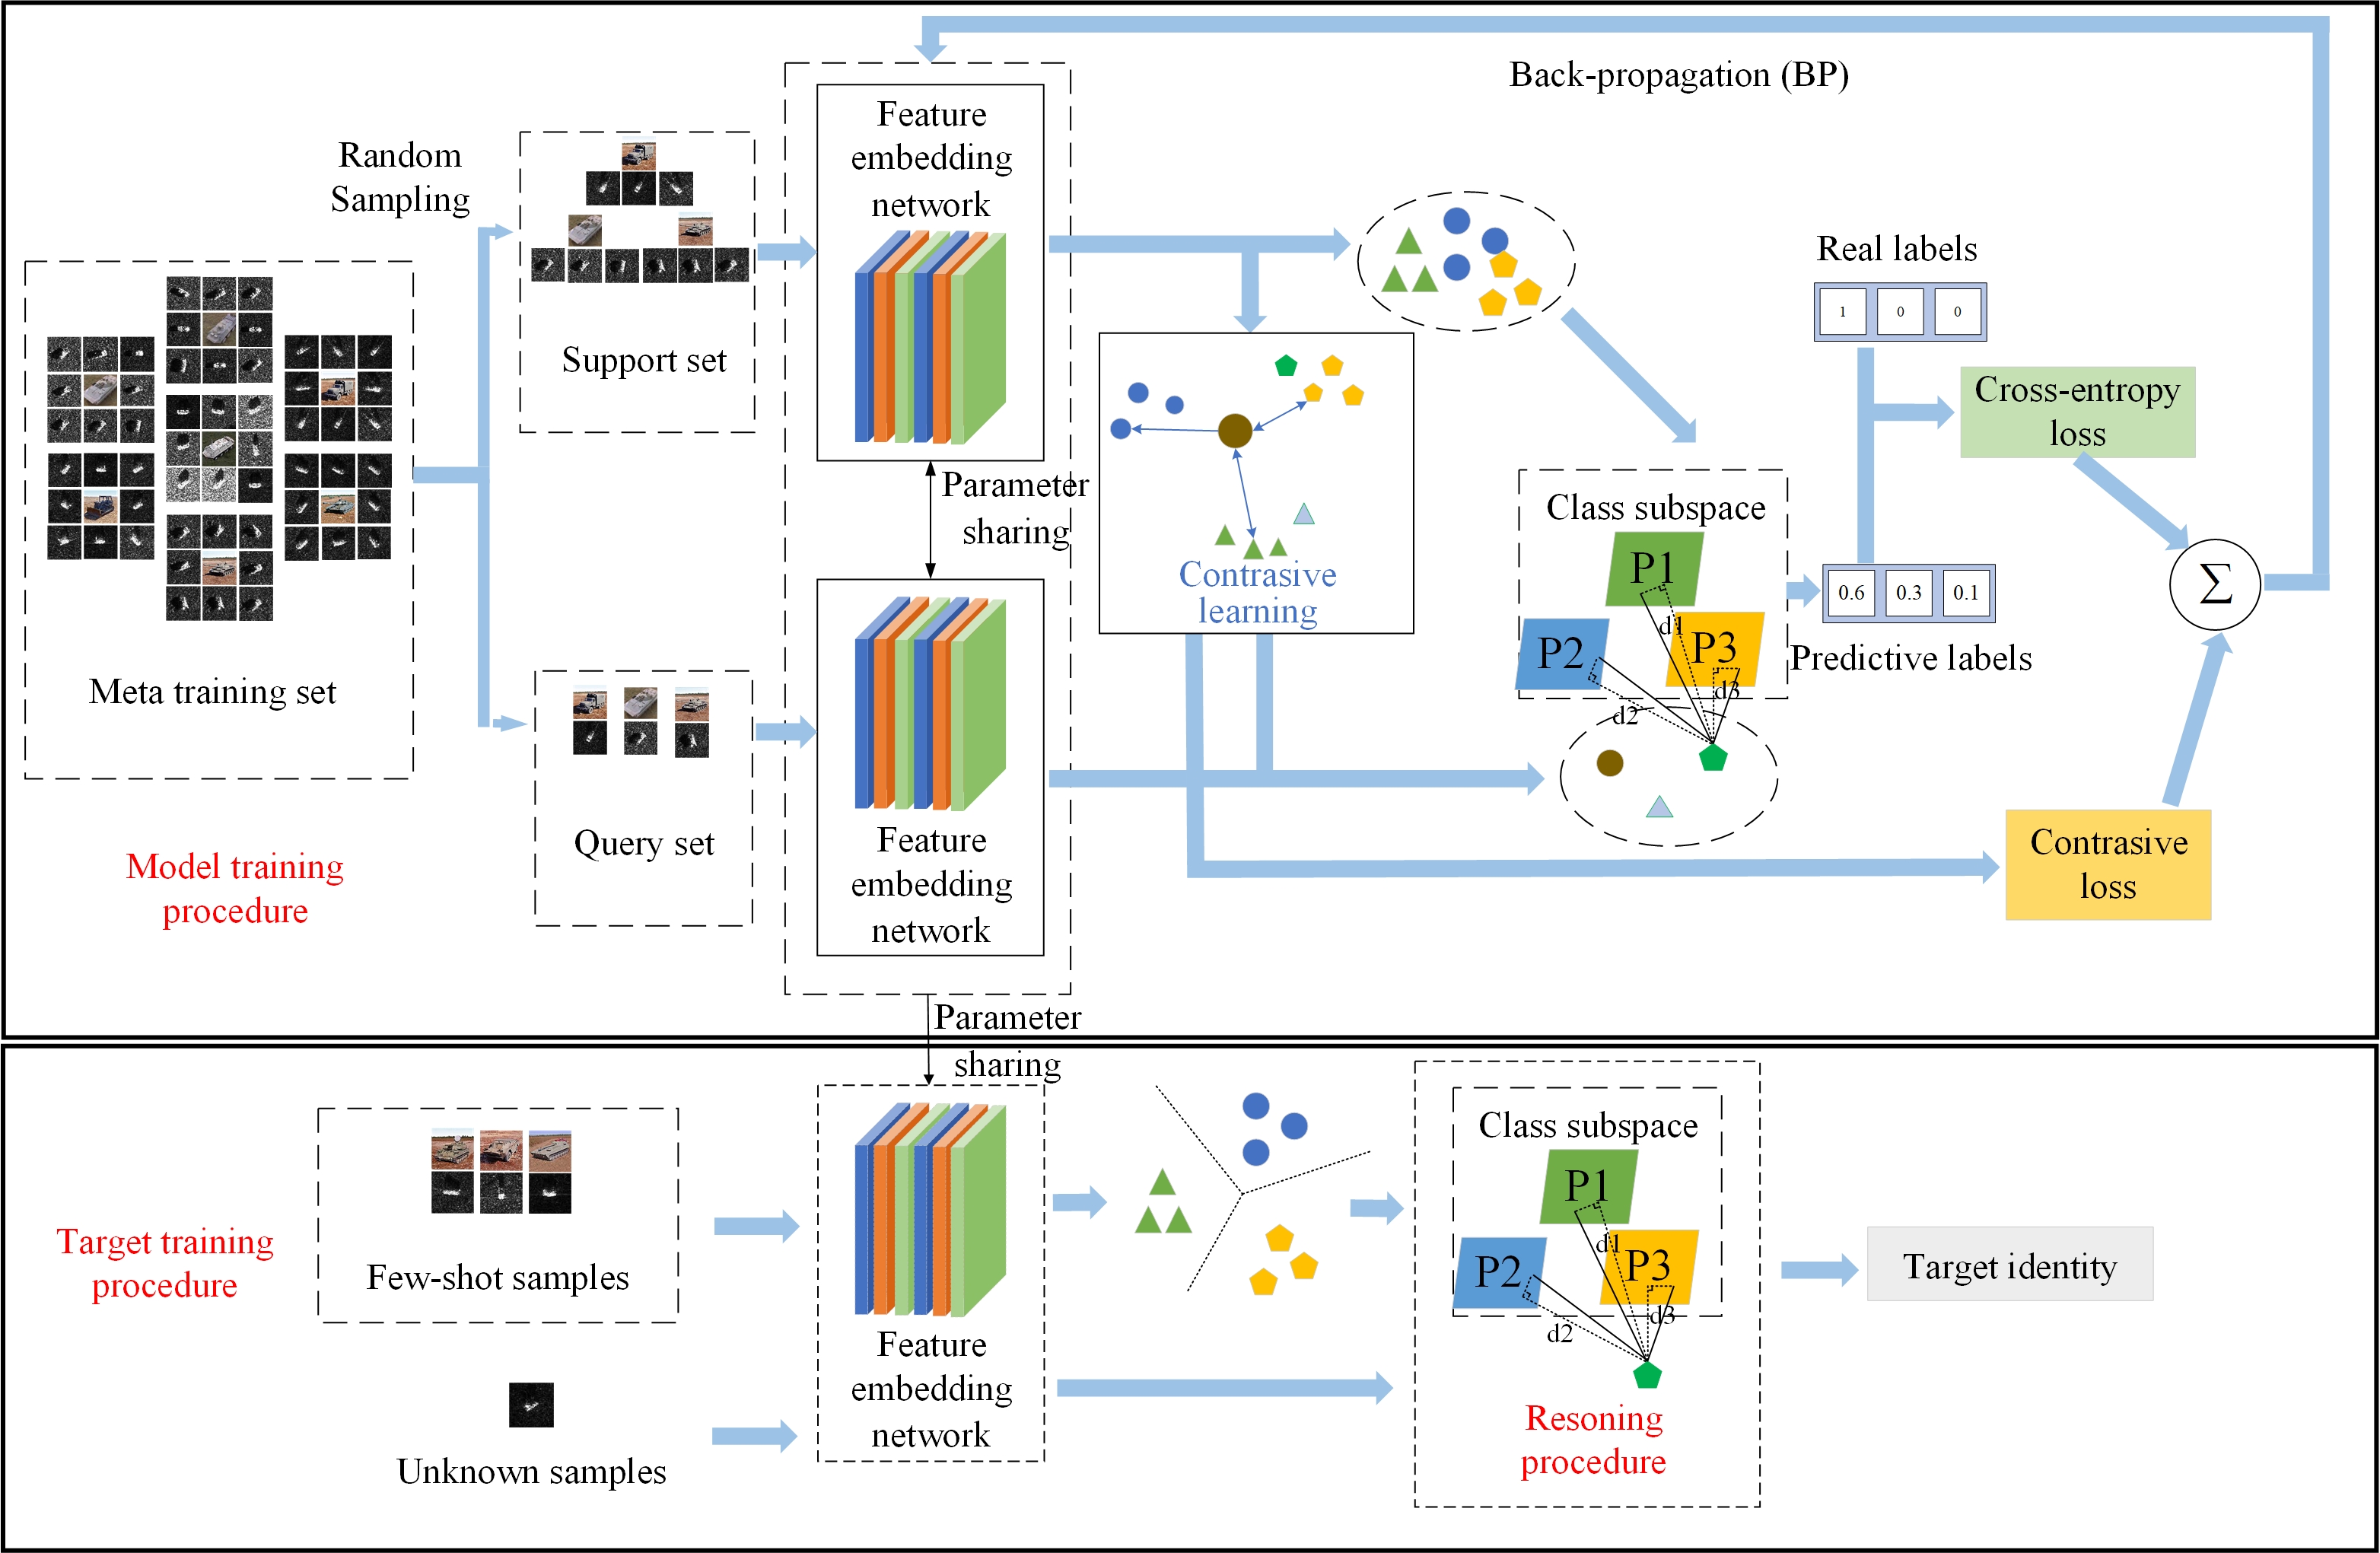 Back-propagation (BP)
Feature
embedding
network
Random
Sampling
Support set
Real labels
1 0 0
Cross-entropy
loss
Parameter
sharing
Contrasive
learning
Class subspace
P1
P2
P3
d1
d2
d3
0.6 0.3 0.1
Predictive labels
Σ
Meta training set
Query set
Feature
embedding
network
Contrasive
loss
Model training
procedure
Parameter
sharing
Target training
procedure
Few-shot samples
Unknown samples
Feature
embedding
network
Class subspace
P1
P2
P3
d1
d2
d3
Resoning
procedure
Target identity